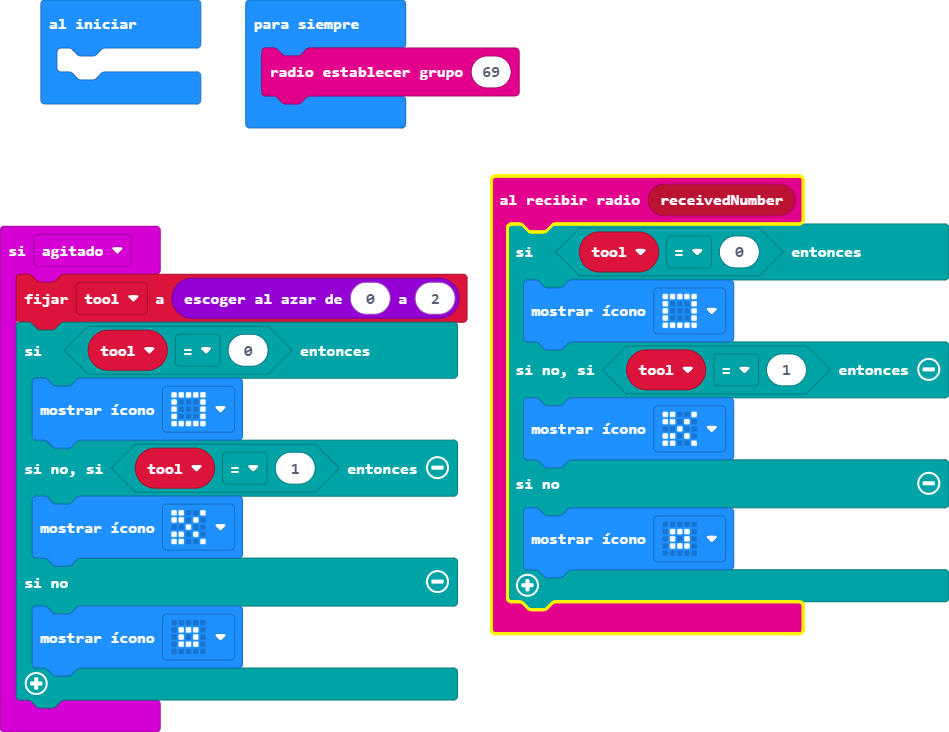 al iniciar
para siempre
radio establecer grupo 69
si agitado
fijar tool a escoger al azar de 0 a 2
si tool = 0 entonces
mostrar ícono
si no, si tool = 1 entonces
mostrar ícono
si no
mostrar ícono
al recibir radio receivedNumber
si tool = 0 entonces
mostrar ícono
si no, si tool = 1 entonces
mostrar ícono
si no
mostrar ícono